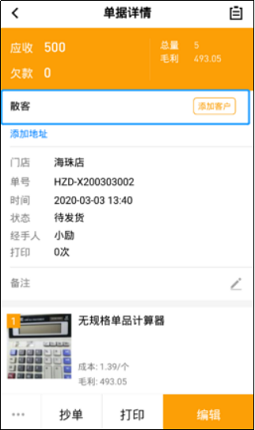 单据详情
应收 500 总量 5
欠款 0 毛利 493.05
散客 添加客户
添加地址
门店 海珠店
单号 HZD-X200303002
时间 2020-03-03 13:40
状态 待发货
经手人 小励
打印 0次
备注
1 无规格单品计算器
成本: 1.39/个
毛利: 493.05
... 抄单 打印 编辑